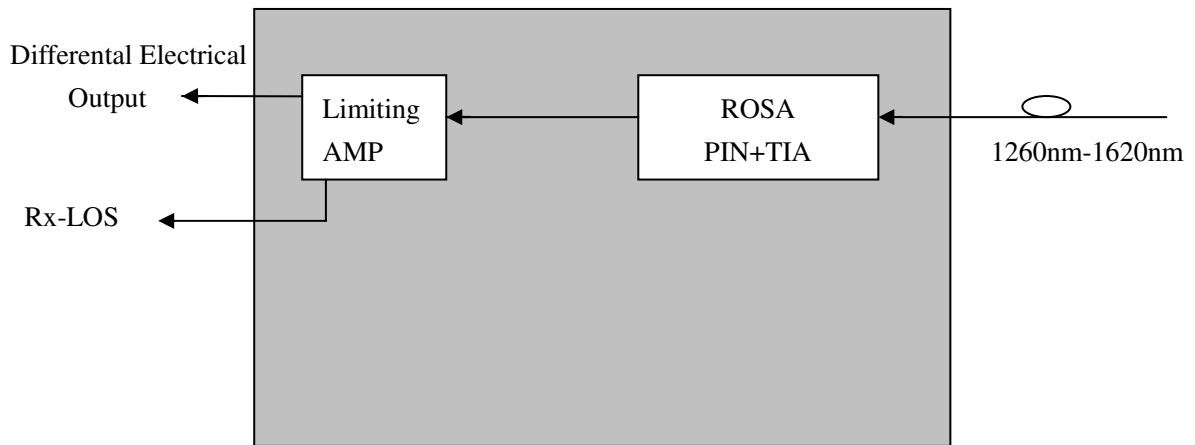 Differental Electrical
Output
Limiting
AMP
ROSA
PIN+TIA
1260nm-1620nm
Rx-LOS